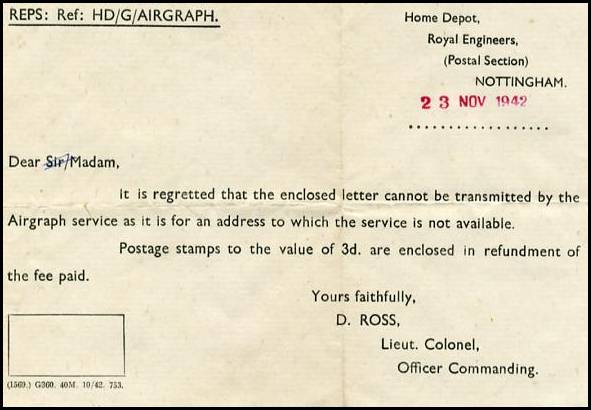 REPS: Ref: HD/G/AIRGRAPH.
Home Depot,
Royal Engineers,
(Postal Section)
NOTTINGHAM.
23 NOV 1942
..................
Dear Sir/Madam,
It is regretted that the enclosed letter cannot be transmitted by the
Airgraph service as it is for an address to which the service is not available.
Postage stamps to the value of 3d. are enclosed in refundment of
the fee paid.
Yours faithfully,
D. ROSS,
Lieut. Colonel,
Officer Commanding.
(1569.) G360. 40M. 10/42. 753.